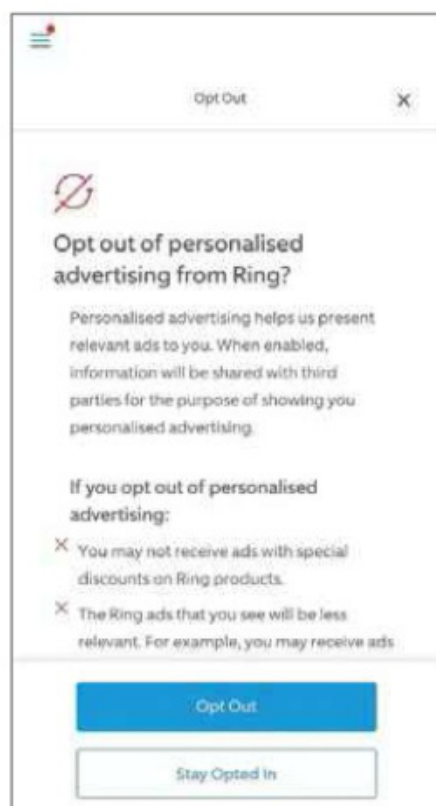 Opt Out
Opt out of personalised
advertising from Ring?
Personalised advertising helps us present
relevant ads to you. When enabled,
information will be shared with third
parties for the purpose of showing you
personalised advertising.
If you opt out of personalised
advertising:
You may not receive ads with special
discounts on Ring products.
The Ring ads that you see will be less
relevant. For example, you may receive ads
Opt Out
Stay Opted In